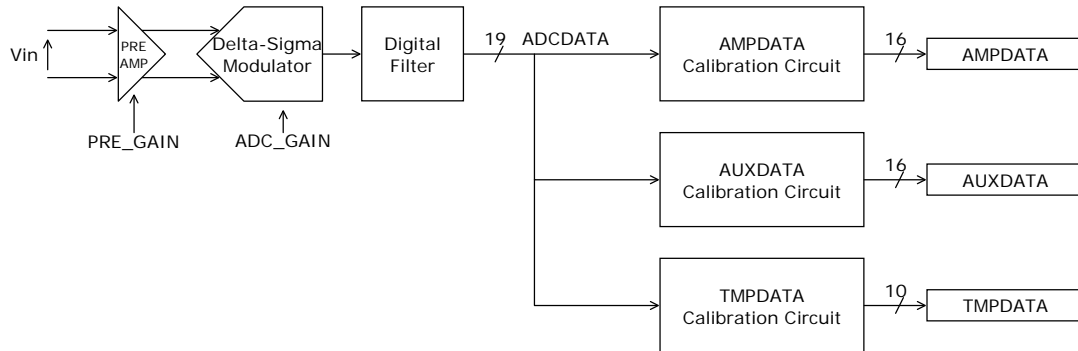 Vin
PRE
AMP
PRE_GAIN
Delta-Sigma
Modulator
ADC_GAIN
Digital
Filter
19
ADCDATA
AMPDATA
Calibration Circuit
16
AMPDATA
AUXDATA
Calibration Circuit
16
AUXDATA
TMPDATA
Calibration Circuit
10
TMPDATA